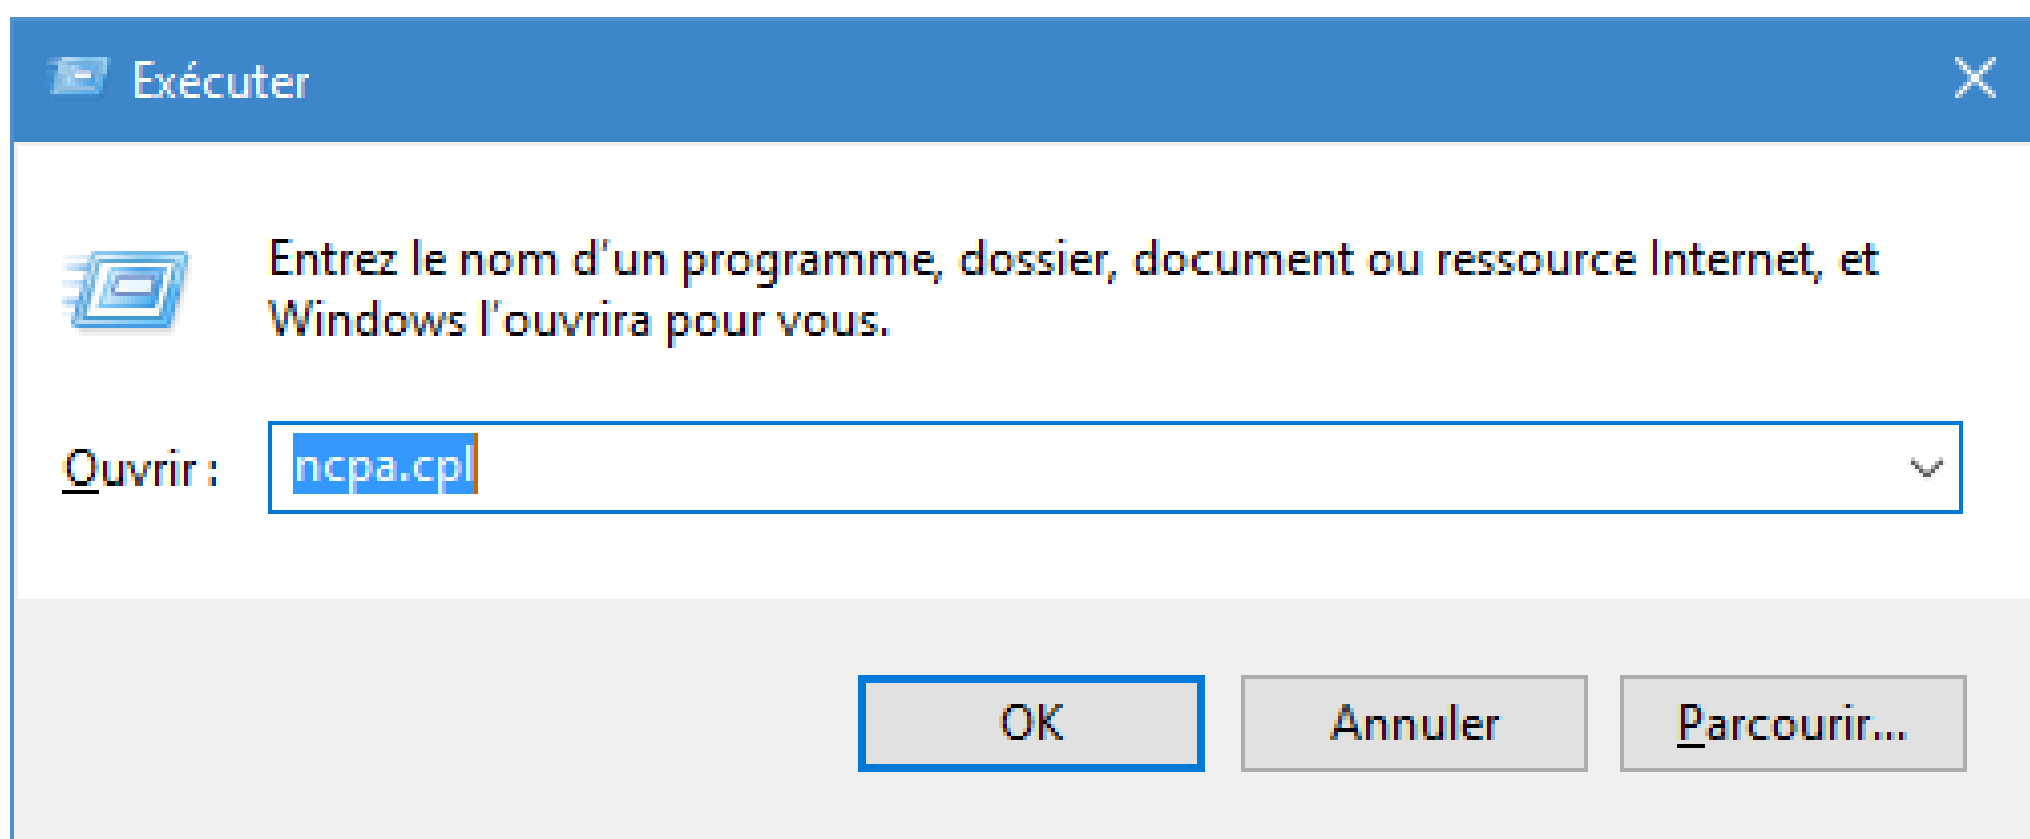 Exécuter
Entrez le nom d'un programme, dossier, document ou ressource Internet, et
Windows l'ouvrira pour vous.
Ouvrir : ncpa.cpl
OK Annuler Parcourir...